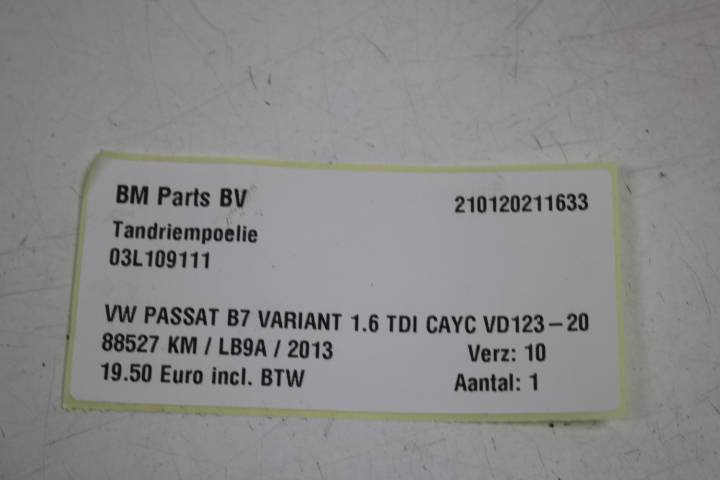 BM Parts BV 210120211633
Tandriempoelie
03L109111
VW PASSAT B7 VARIANT 1.6 TDI CAYC VD123-20
88527 KM / LB9A / 2013 Verz: 10
19.50 Euro incl. BTW Aantal: 1